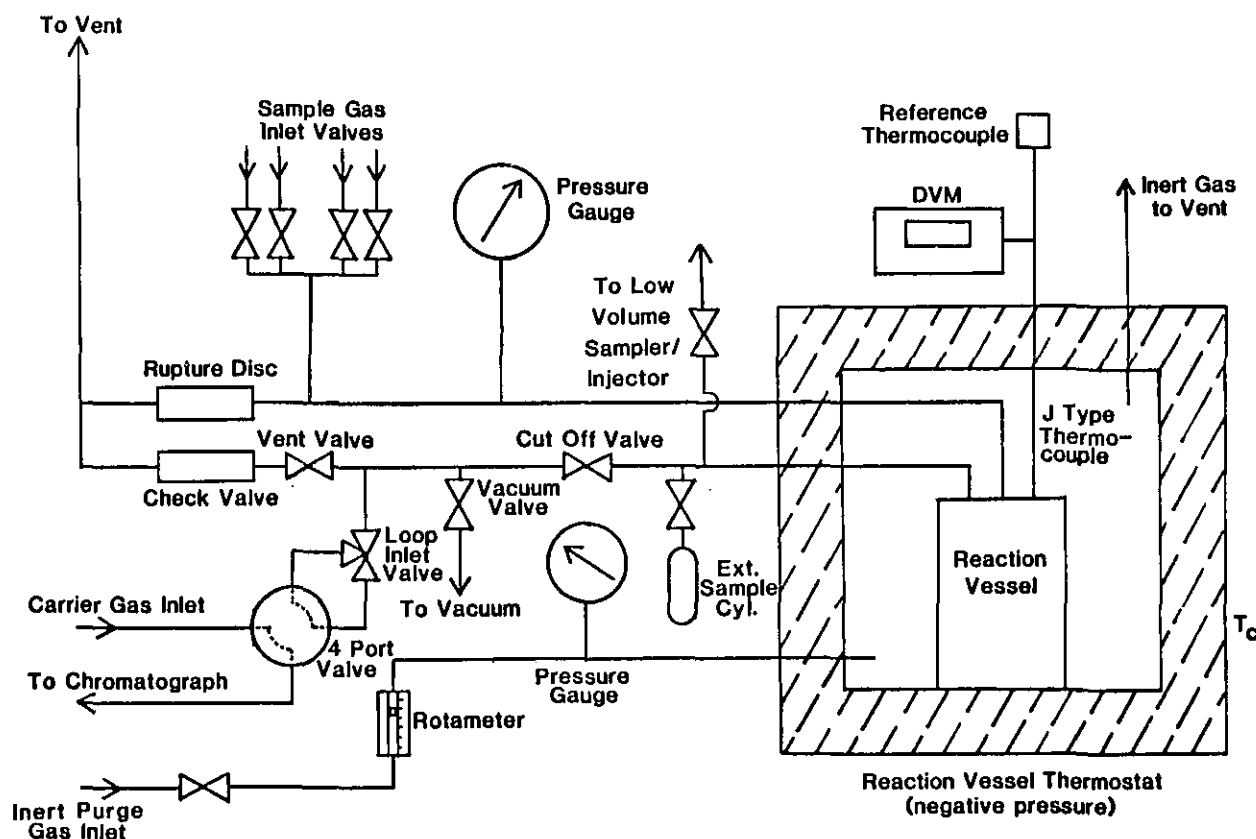 To Vent
Sample Gas
Inlet Valves
Pressure
Gauge
Reference
Thermocouple
DVM
Inert Gas
to Vent
To Low
Volume
Sampler/
Injector
Rupture Disc
Vent Valve
Cut Off Valve
J Type
Thermo-
couple
Check Valve
Vacuum
Valve
Loop
Inlet
Valve
To Vacuum
Ext.
Sample
Cyl.
Reaction
Vessel
Carrier Gas Inlet
4 Port
Valve
Tc
To Chromatograph
Pressure
Gauge
Rotameter
Inert Purge
Gas Inlet
Reaction Vessel Thermostat
(negative pressure)